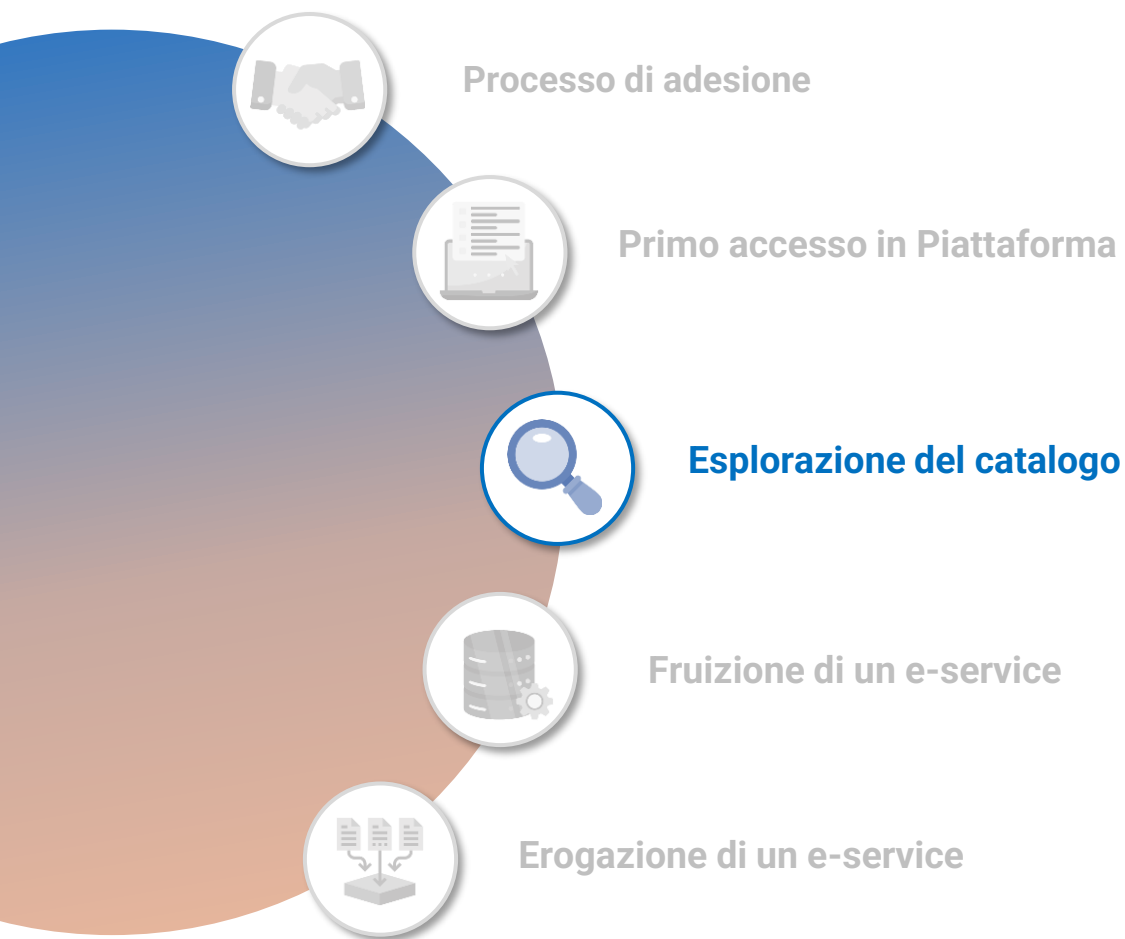 Processo di adesione
Primo accesso in Piattaforma
Esplorazione del catalogo
Fruizione di un e-service
Erogazione di un e-service